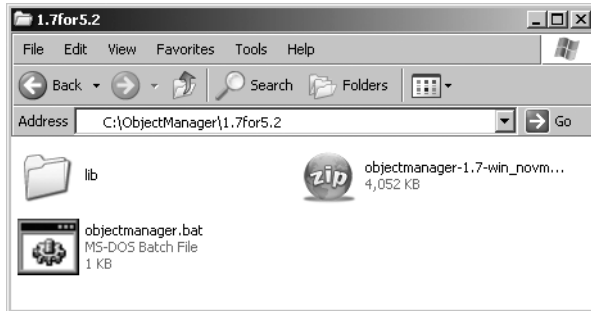 1.7for5.2
File Edit View Favorites Tools Help
Back Search Folders
Address C:\ObjectManager\1.7for5.2 Go
lib
zip
objectmanager-1.7-win_novm...
4,052 KB
objectmanager.bat
MS-DOS Batch File
1 KB